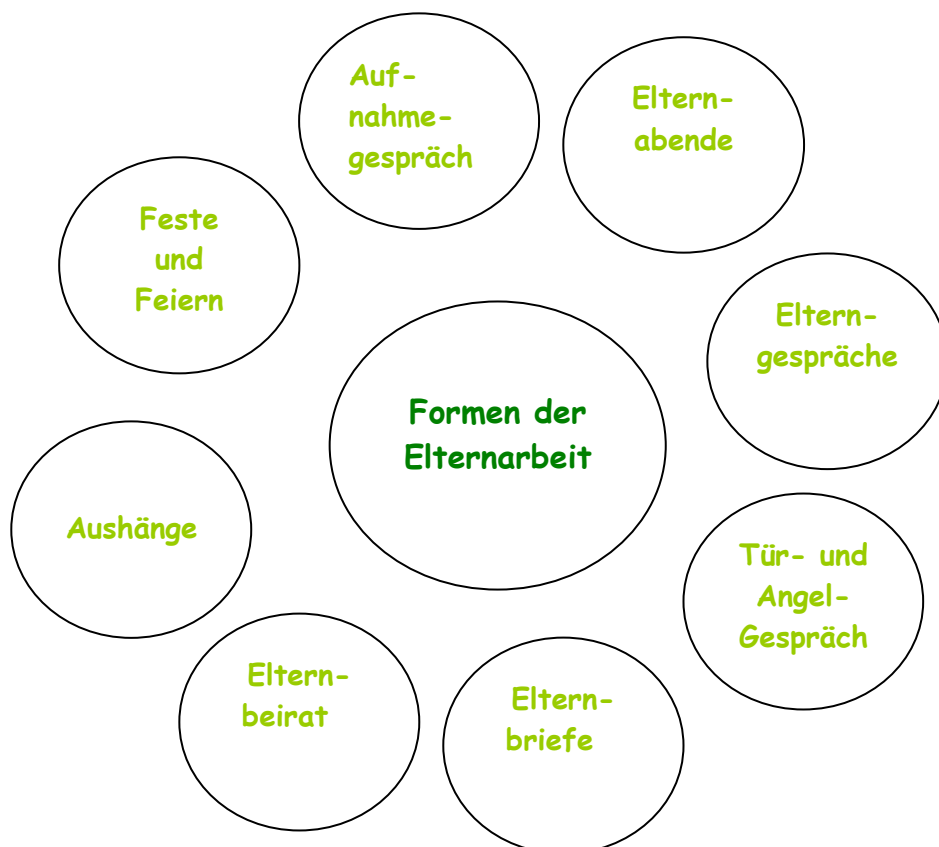 Auf-
nahme-
gespräch
Eltern-
abende
Feste
und
Feiern
Eltern-
gespräche
Formen der
Elternarbeit
Aushänge
Tür- und
Angel-
Gespräch
Eltern-
beirat
Eltern-
briefe